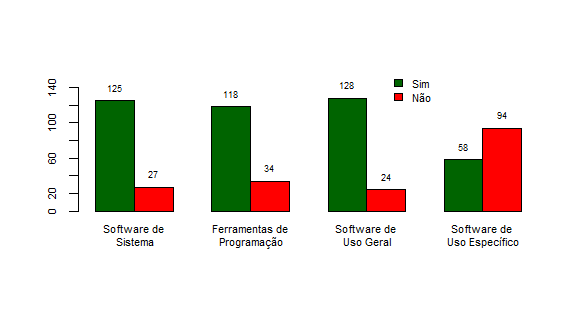 128
Sim
125
118
Não
94
58
34
27
24
0 20 60 100 140
Software de Sistema
Ferramentas de Programação
Software de Uso Geral
Software de Uso Específico